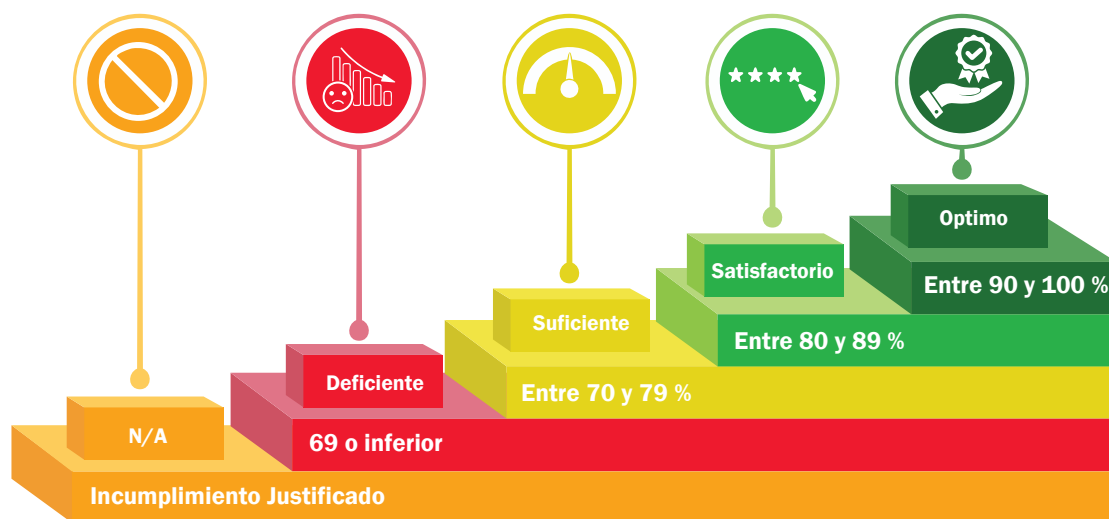 Optimo
Entre 90 y 100 %
Satisfactorio
Entre 80 y 89 %
Suficiente
Entre 70 y 79 %
Deficiente
69 o inferior
N/A
Incumplimiento Justificado